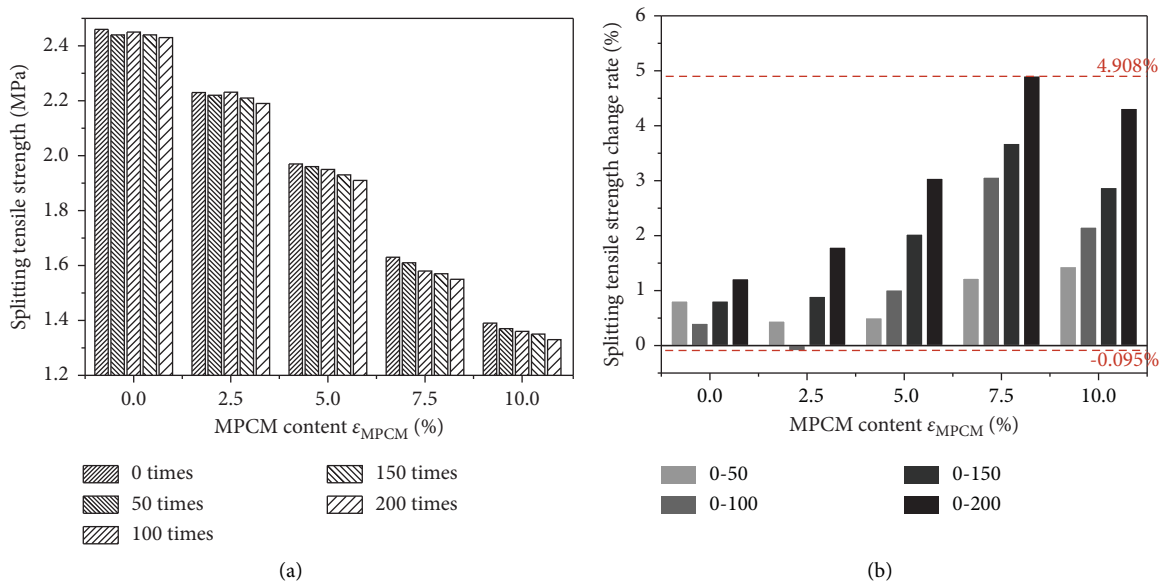 Splitting tensile strength (MPa)
2.4
2.2
2.0
1.8
1.6
1.4
1.2
0.0 2.5 5.0 7.5 10.0
MPCM content εMPCM (%)
0 times
50 times
100 times
150 times
200 times
(a)
Splitting tensile strength change rate (%)
6
5
4
3
2
1
0
4.908%
-0.095%
0.0 2.5 5.0 7.5 10.0
MPCM content εMPCM (%)
0-50
0-100
0-150
0-200
(b)